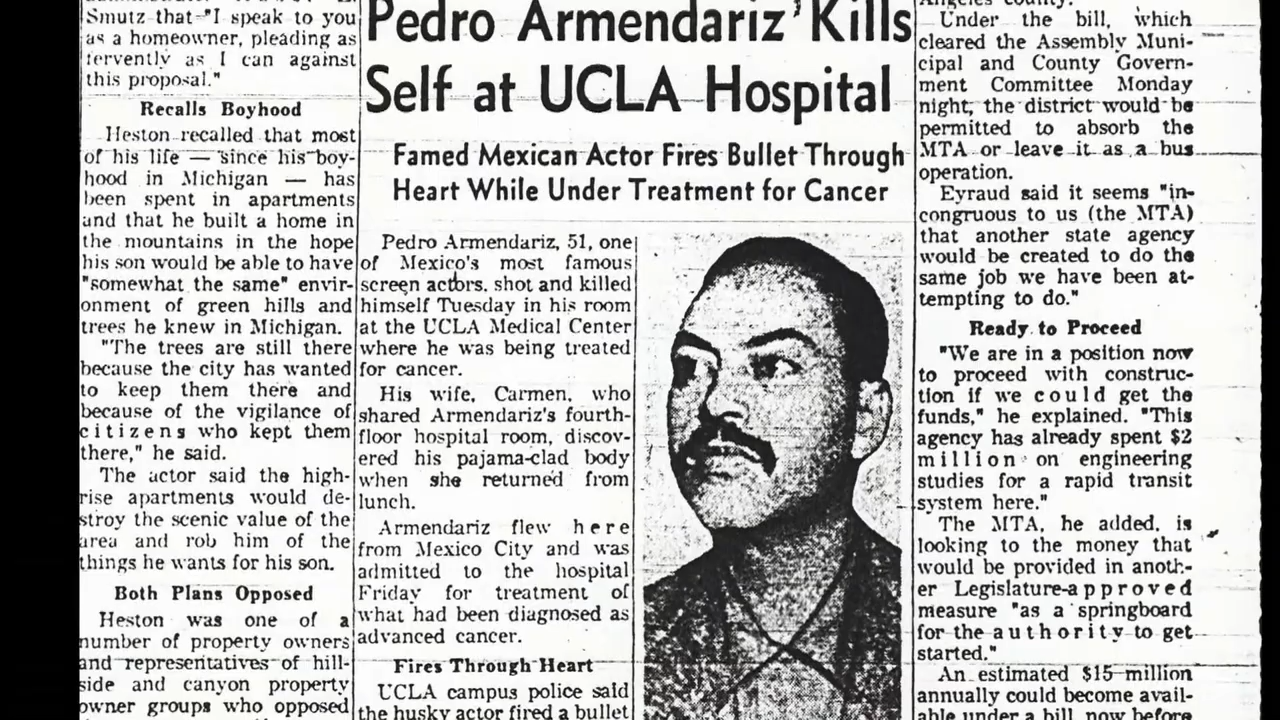 Smutz that "I speak to you
as a homeowner, pleading as
fervently as I can against
this proposal."
Recalls Boyhood
Heston recalled that most
of his life — since his boy-
hood in Michigan — has
been spent in apartments
and that he built a home in
the mountains in the hope
his son would be able to have
"somewhat the same" envir-
onment of green hills and
trees he knew in Michigan.
"The trees are still there
because the city has wanted
to keep them there and
because of the vigilance of
citizens who kept them
there," he said.
The actor said the high-
rise apartments would de-
stroy the scenic value of the
area and rob him of the
things he wants for his son.
Both Plans Opposed
Heston was one of a
number of property owners
and representatives of hill-
side and canyon property
owner groups who opposed
Pedro Armendariz Kills
Self at UCLA Hospital
Famed Mexican Actor Fires Bullet Through
Heart While Under Treatment for Cancer
Pedro Armendariz, 51, one
of Mexico's most famous
screen actors, shot and killed
himself Tuesday in his room
at the UCLA Medical Center
where he was being treated
for cancer.
His wife, Carmen, who
shared Armendariz's fourth-
floor hospital room, discov-
ered his pajama-clad body
when she returned from
lunch.
Armendariz flew here
from Mexico City and was
admitted to the hospital
Friday for treatment of
what had been diagnosed as
advanced cancer.
Fires Through Heart
UCLA campus police said
the husky actor fired a bullet
Angeles county.
Under the bill, which
cleared the Assembly Muni-
cipal and County Govern-
ment Committee Monday
night, the district would be
permitted to absorb the
MTA or leave it as a bus
operation.
Eyraud said it seems "in-
congruous to us (the MTA)
that another state agency
would be created to do the
same job we have been at-
tempting to do."
Ready to Proceed
"We are in a position now
to proceed with construc-
tion if we could get the
funds," he explained. "This
agency has already spent $2
million on engineering
studies for a rapid transit
system here."
The MTA, he added, is
looking to the money that
would be provided in anoth-
er Legislature-approved
measure "as a springboard
for the authority to get
started."
An estimated $15 million
annually could become avail-
able under a bill, now before